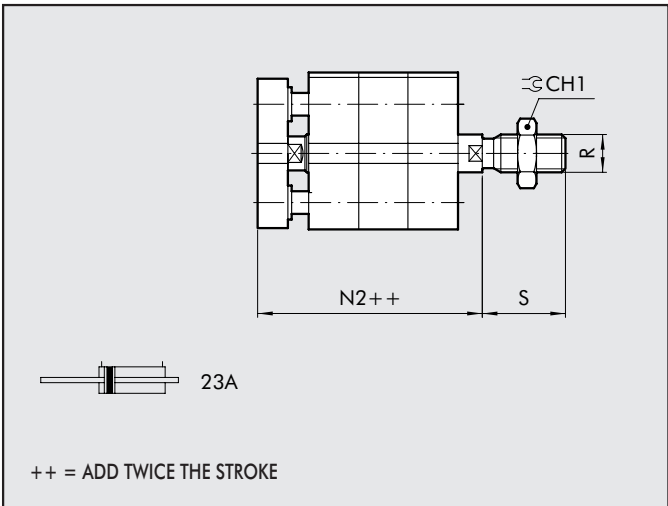 CH1
R
N2++
S
23A
++ = ADD TWICE THE STROKE